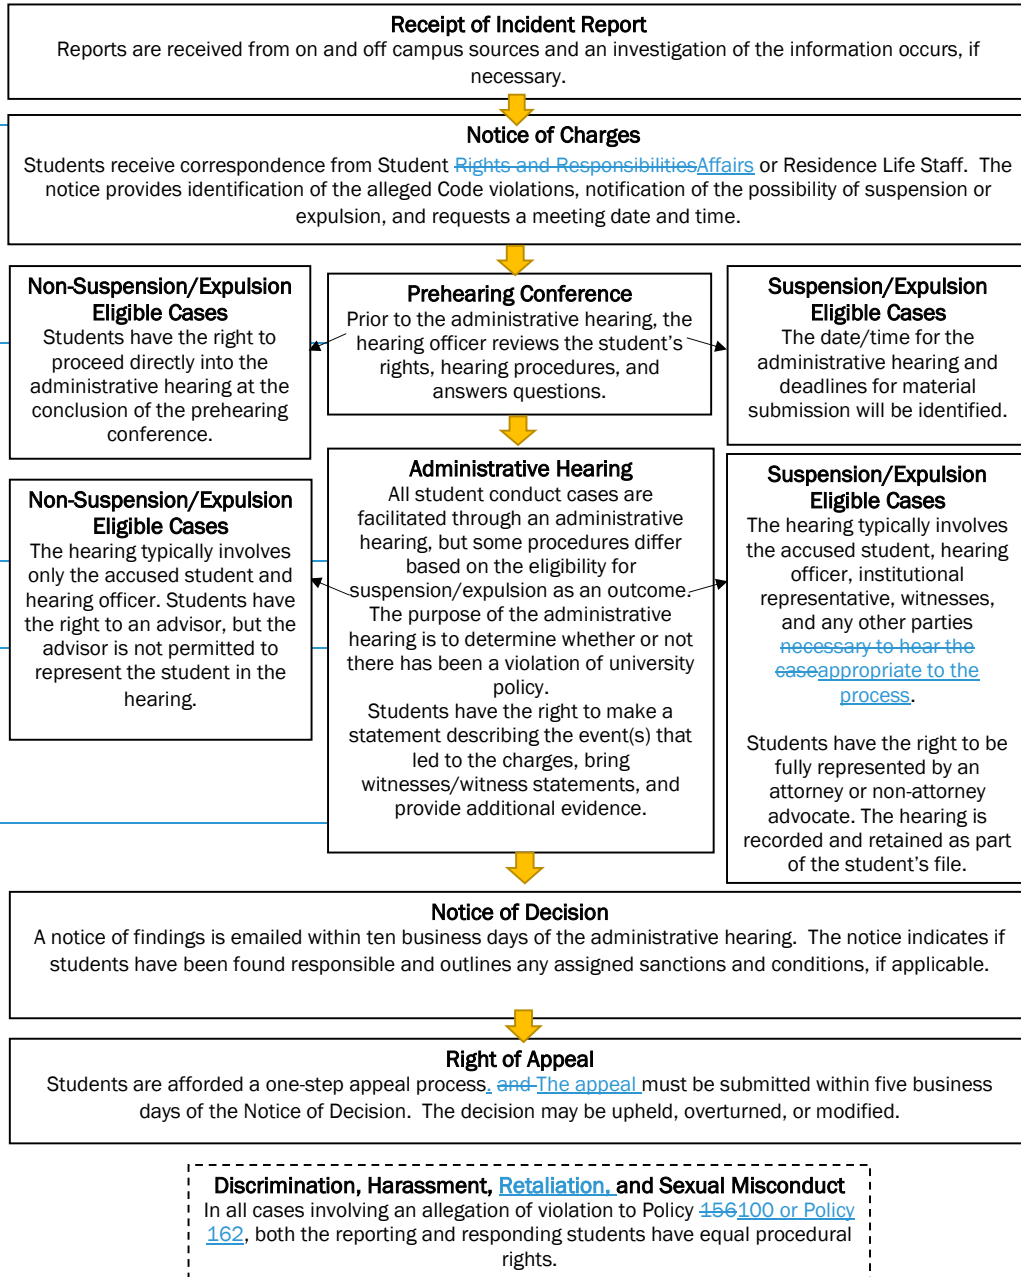 Receipt of Incident Report
Reports are received from on and off campus sources and an investigation of the information occurs, if
necessary.
Notice of Charges
Students receive correspondence from Student Rights and ResponsibilitiesAffairs or Residence Life Staff.  The
notice provides identification of the alleged Code violations, notification of the possibility of suspension or
expulsion, and requests a meeting date and time.
Non-Suspension/Expulsion
Eligible Cases
Students have the right to
proceed directly into the
administrative hearing at the
conclusion of the prehearing
conference.
Prehearing Conference
Prior to the administrative hearing, the
hearing officer reviews the student’s
rights, hearing procedures, and
answers questions.
Suspension/Expulsion
Eligible Cases
The date/time for the
administrative hearing and
deadlines for material
submission will be identified.
Non-Suspension/Expulsion
Eligible Cases
The hearing typically involves
only the accused student and
hearing officer. Students have
the right to an advisor, but the
advisor is not permitted to
represent the student in the
hearing.
Administrative Hearing
All student conduct cases are
facilitated through an administrative
hearing, but some procedures differ
based on the eligibility for
suspension/expulsion as an outcome.
The purpose of the administrative
hearing is to determine whether or not
there has been a violation of university
policy.
Students have the right to make a
statement describing the event(s) that
led to the charges, bring
witnesses/witness statements, and
provide additional evidence.
Suspension/Expulsion
Eligible Cases
The hearing typically involves
the accused student, hearing
officer, institutional
representative, witnesses,
and any other parties
necessary to hear the
caseappropriate to the
process.
Students have the right to be
fully represented by an
attorney or non-attorney
advocate. The hearing is
recorded and retained as part
of the student’s file.
Notice of Decision
A notice of findings is emailed within ten business days of the administrative hearing.  The notice indicates if
students have been found responsible and outlines any assigned sanctions and conditions, if applicable.
Right of Appeal
Students are afforded a one-step appeal process. and The appeal must be submitted within five business
days of the Notice of Decision.  The decision may be upheld, overturned, or modified.
Discrimination, Harassment, Retaliation, and Sexual Misconduct
In all cases involving an allegation of violation to Policy 156100 or Policy
162, both the reporting and responding students have equal procedural
rights.